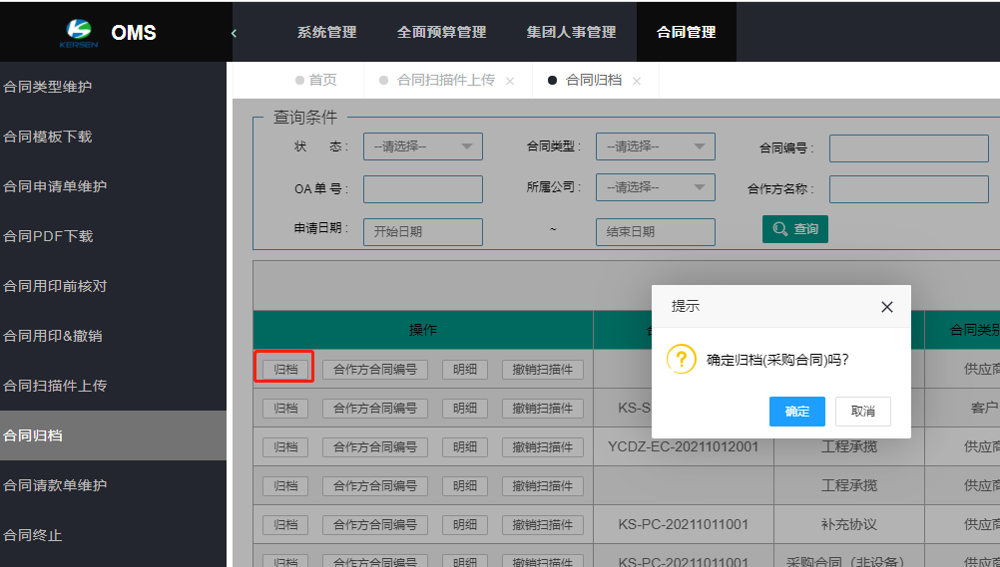 KERSEN
OMS
‹
系统管理
全面预算管理
集团人事管理
合同管理
合同类型维护
合同模板下载
合同申请单维护
合同PDF下载
合同用印前核对
合同用印&撤销
合同扫描件上传
合同归档
合同请款单维护
合同终止
首页
合同扫描件上传 ×
合同归档 ×
查询条件
状 态： --请选择-- 合同类型： --请选择-- 合同编号：
OA单号： 所属公司： --请选择-- 合作方名称：
申请日期： 开始日期 ~ 结束日期 查询
操作 合同类别
归档 合作方合同编号 明细 撤销扫描件 供应商
归档 合作方合同编号 明细 撤销扫描件 KS-S 客户
归档 合作方合同编号 明细 撤销扫描件 YCDZ-EC-20211012001 工程承揽 供应商
归档 合作方合同编号 明细 撤销扫描件 工程承揽 供应商
归档 合作方合同编号 明细 撤销扫描件 KS-PC-20211011001 补充协议 供应商
归档 合作方合同编号 明细 撤销扫描件 KS-PC-20211011001 采购合同（非设备） 供应商
提示
确定归档(采购合同)吗?
确定 取消